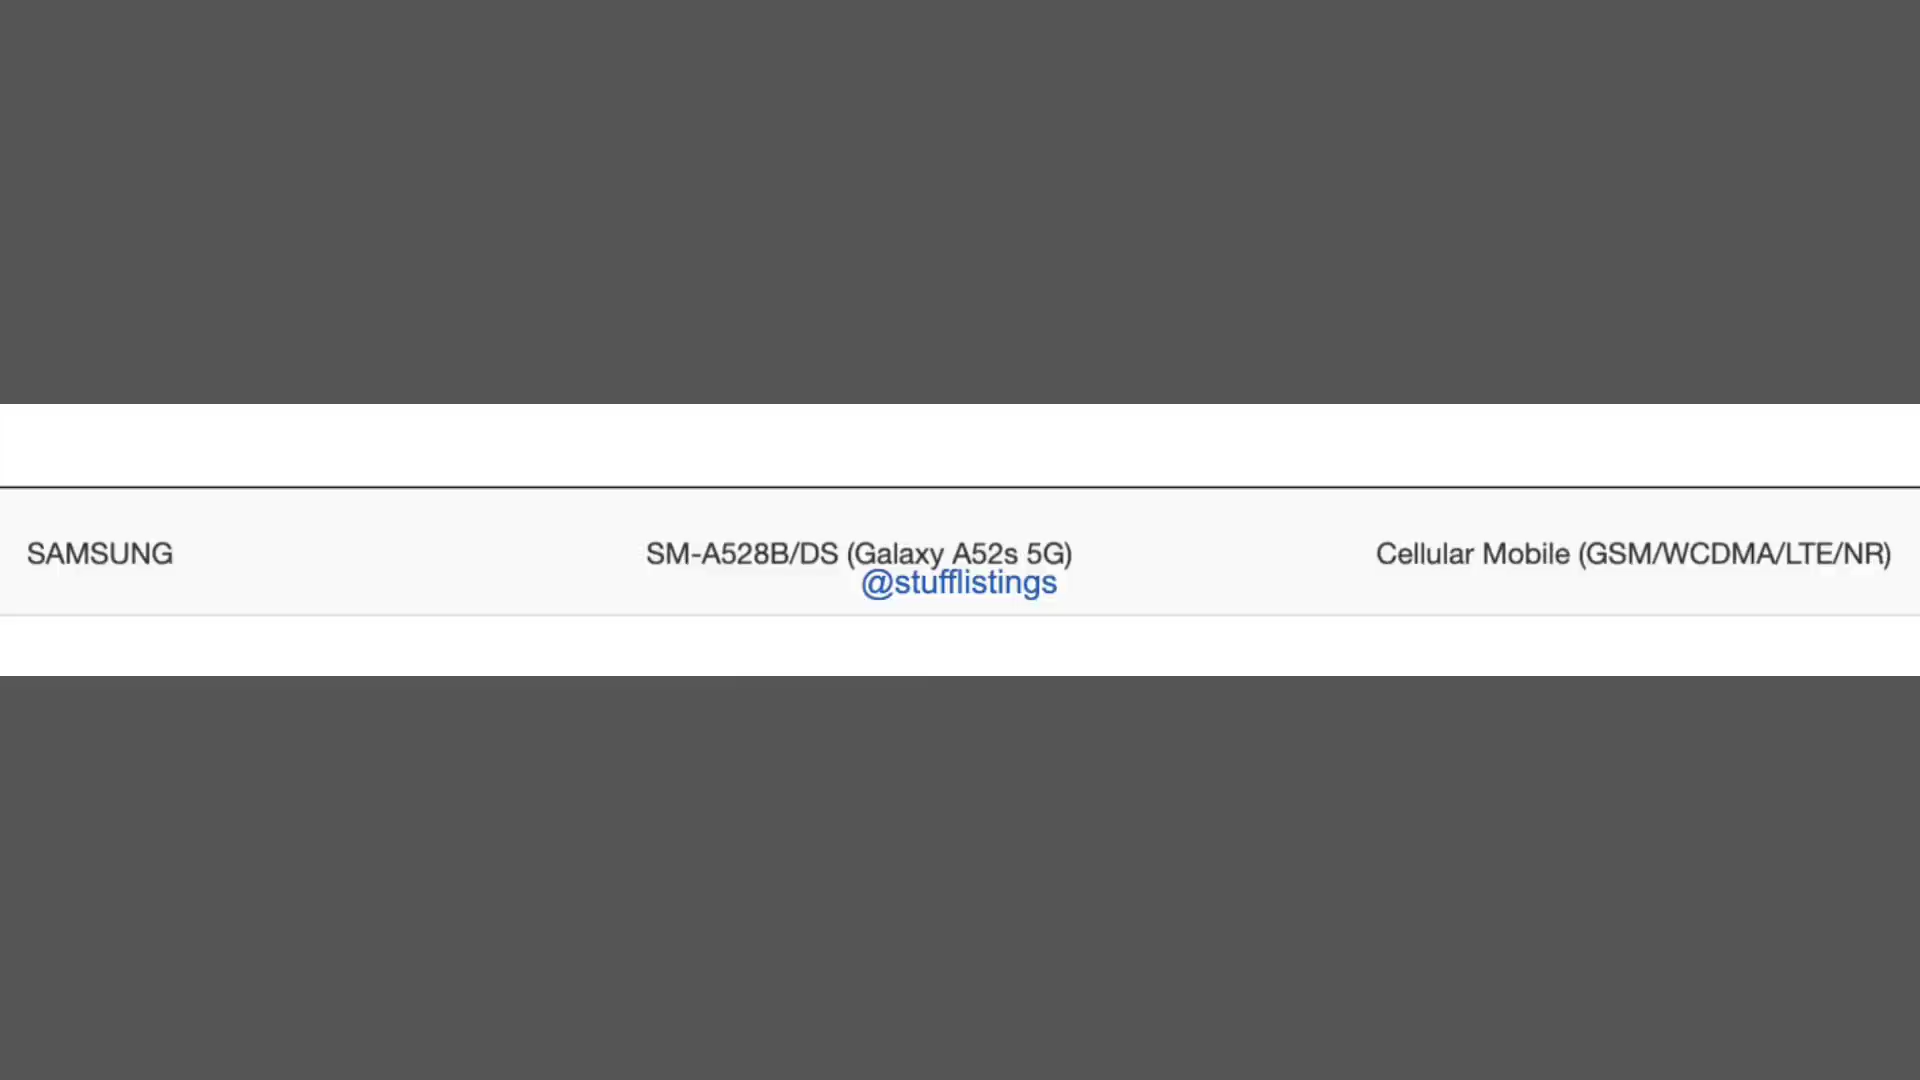 SAMSUNG SM-A528B/DS (Galaxy A52s 5G) Cellular Mobile (GSM/WCDMA/LTE/NR)
@stufflistings